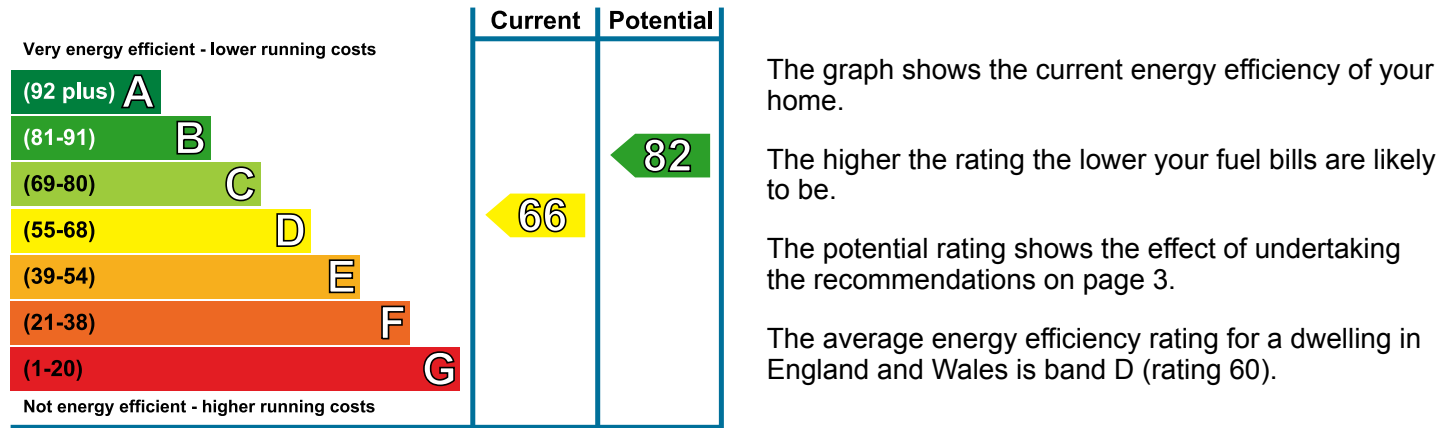 Current Potential
Very energy efficient - lower running costs
(92 plus) A
(81-91) B
82
(69-80) C
66
(55-68) D
(39-54) E
(21-38) F
(1-20) G
Not energy efficient - higher running costs
The graph shows the current energy efficiency of your
home.
The higher the rating the lower your fuel bills are likely
to be.
The potential rating shows the effect of undertaking
the recommendations on page 3.
The average energy efficiency rating for a dwelling in
England and Wales is band D (rating 60).